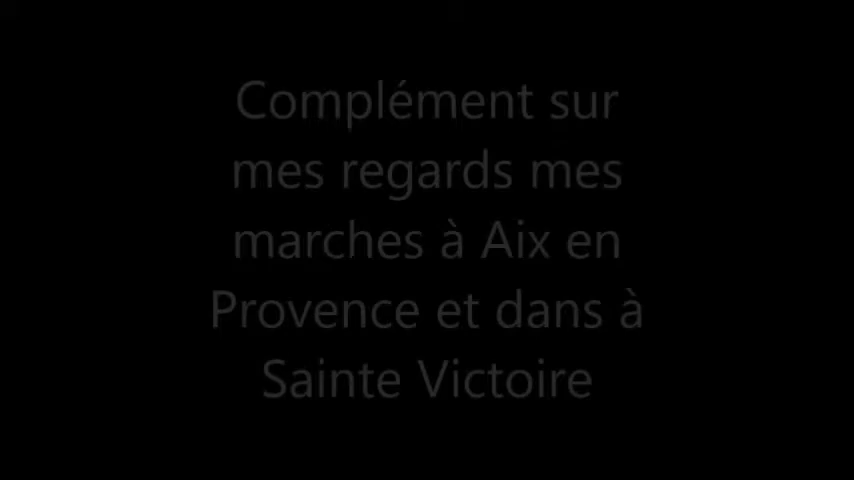 Complément sur
mes regards mes
marches à Aix en
Provence et dans à
Sainte Victoire